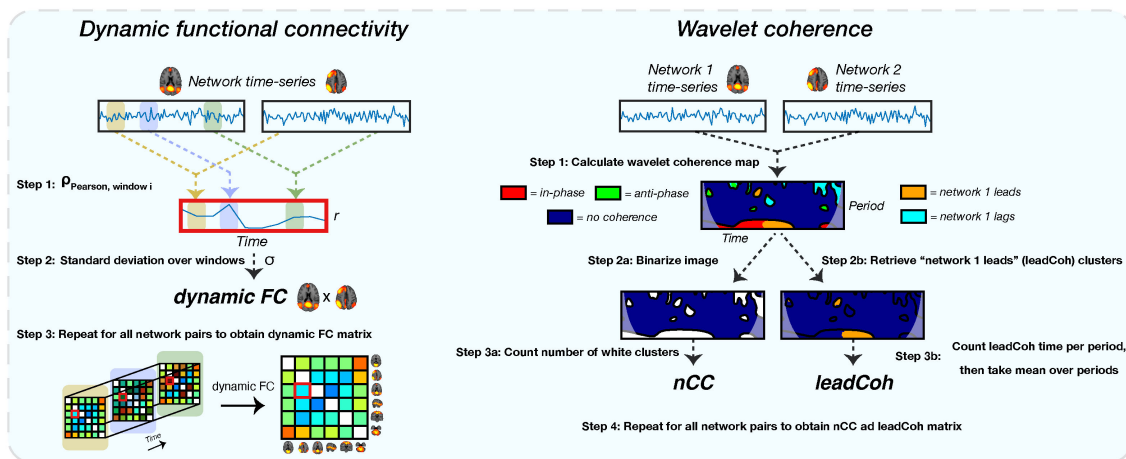 Dynamic functional connectivity
Network time-series
Step 1: ρPearson, window i
r
Time
Step 2: Standard deviation over windows σ
dynamic FC x
Step 3: Repeat for all network pairs to obtain dynamic FC matrix
dynamic FC
Time
Wavelet coherence
Network 1
time-series
Network 2
time-series
Step 1: Calculate wavelet coherence map
= in-phase
= anti-phase
= no coherence
Period
Time
= network 1 leads
= network 1 lags
Step 2a: Binarize image
Step 2b: Retrieve “network 1 leads” (leadCoh) clusters
Step 3a: Count number of white clusters
nCC
leadCoh
Step 3b:
Count leadCoh time per period,
then take mean over periods
Step 4: Repeat for all network pairs to obtain nCC ad leadCoh matrix